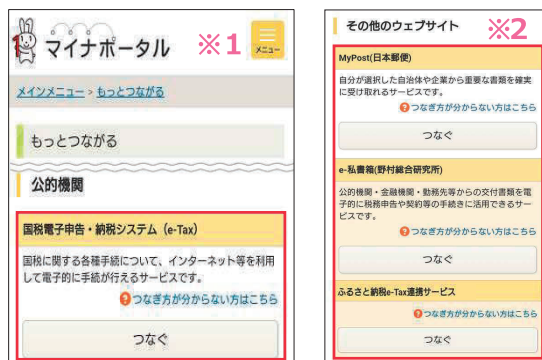 マイナポータル
※1
メニュー
メインメニュー > もっとつながる
もっとつながる
公的機関
国税電子申告・納税システム（e-Tax）
国税に関する各種手続について、インターネット等を利用
して電子的に手続が行えるサービスです。
?つなぎ方が分からない方はこちら
つなぐ
その他のウェブサイト
※2
MyPost(日本郵便)
自分が選択した自治体や企業から重要な書類を確実
に受け取れるサービスです。
?つなぎ方が分からない方はこちら
つなぐ
e-私書箱(野村総合研究所)
公的機関・金融機関・勤務先等からの交付書類を電
子的に税務申告や契約等の手続きに活用できるサー
ビスです。
?つなぎ方が分からない方はこちら
つなぐ
ふるさと納税e-Tax連携サービス
?つなぎ方が分からない方はこちら
つなぐ